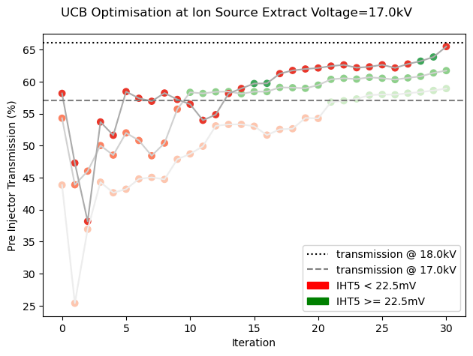 UCB Optimisation at Ion Source Extract Voltage=17.0kV
Pre Injector Transmission (%)
65
60
55
50
45
40
35
30
25
transmission @ 18.0kV
transmission @ 17.0kV
IHT5 < 22.5mV
IHT5 >= 22.5mV
0 5 10 15 20 25 30
Iteration